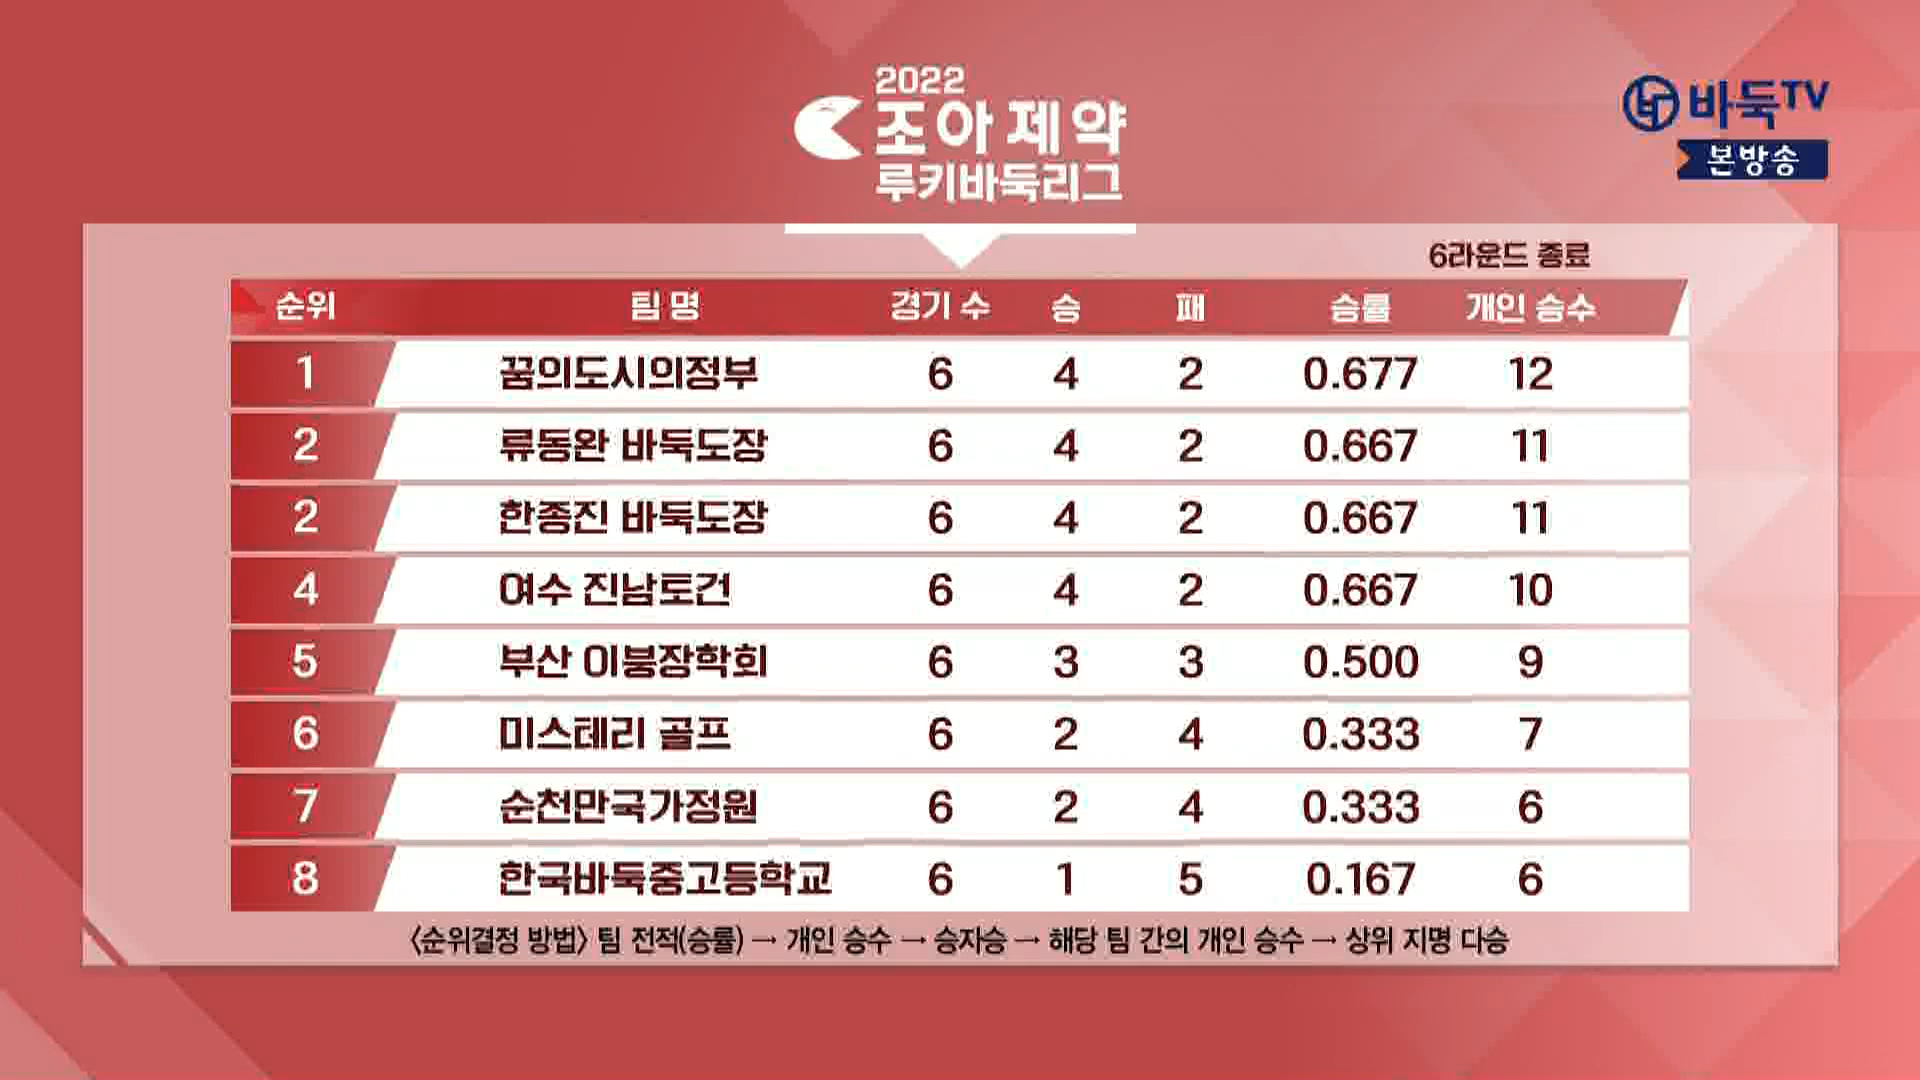 2022
조아제약
루키바둑리그
바둑TV
본방송
6라운드 종료
순위 팀 명 경기 수 승 패 승률 개인 승수
1 꿈의도시의정부 6 4 2 0.677 12
2 류동완 바둑도장 6 4 2 0.667 11
2 한종진 바둑도장 6 4 2 0.667 11
4 여수 진남토건 6 4 2 0.667 10
5 부산 이붕장학회 6 3 3 0.500 9
6 미스테리 골프 6 2 4 0.333 7
7 순천만국가정원 6 2 4 0.333 6
8 한국바둑중고등학교 6 1 5 0.167 6
〈순위결정 방법〉 팀 전적(승률) → 개인 승수 → 승자승 → 해당 팀 간의 개인 승수 → 상위 지명 다승